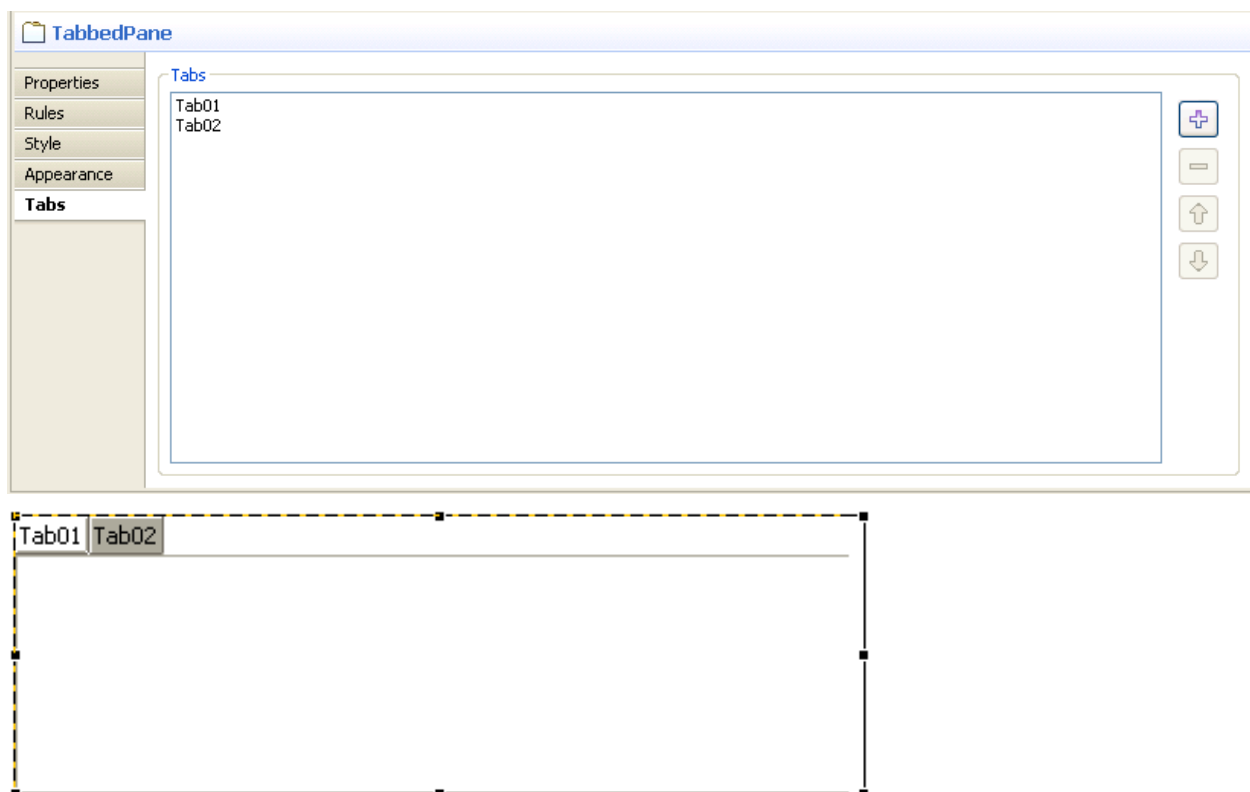 TabbedPane
Properties
Rules
Style
Appearance
Tabs
Tabs
Tab01
Tab02
Tab01 Tab02